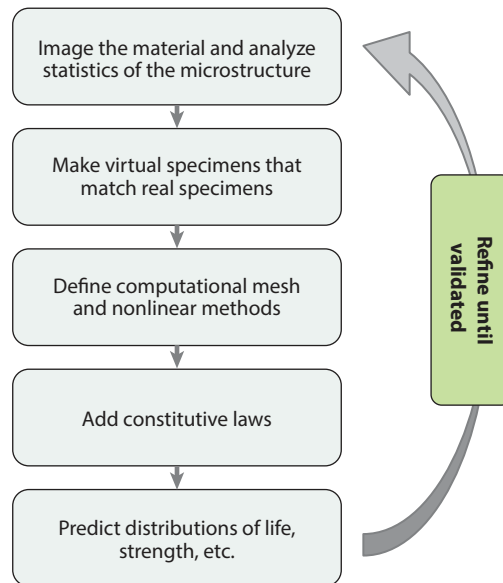 Image the material and analyze
statistics of the microstructure
Make virtual specimens that
match real specimens
Define computational mesh
and nonlinear methods
Add constitutive laws
Predict distributions of life,
strength, etc.
Refine until
validated